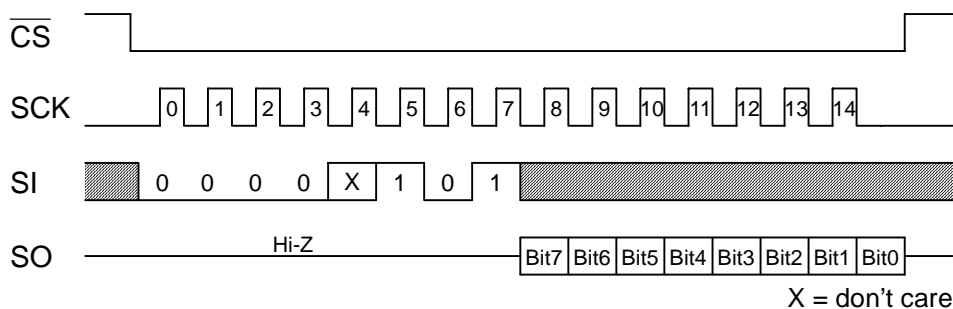 CS
SCK 0 1 2 3 4 5 6 7 8 9 10 11 12 13 14
SI 0 0 0 0 X 1 0 1
SO Hi-Z Bit7 Bit6 Bit5 Bit4 Bit3 Bit2 Bit1 Bit0
X = don't care